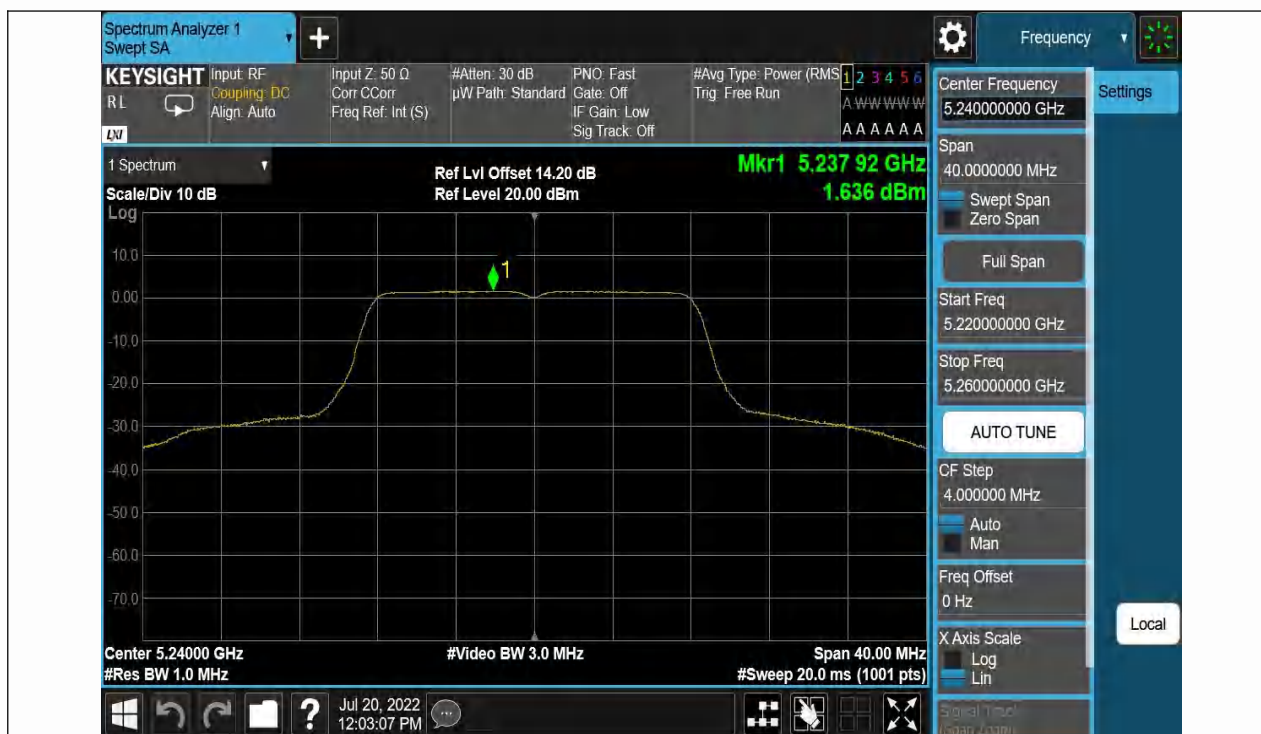 Spectrum Analyzer 1
Swept SA
Frequency
KEYSIGHT
R L
LXI
Input: RF
Coupling: DC
Align: Auto
Input Z: 50 Ω
Corr CCorr
Freq Ref: Int (S)
#Atten: 30 dB
µW Path: Standard
PNO: Fast
Gate: Off
IF Gain: Low
Sig Track: Off
#Avg Type: Power (RMS
Trig: Free Run
1 2 3 4 5 6
A W W W W W
A A A A A A
1 Spectrum
Scale/Div 10 dB
Ref Lvl Offset 14.20 dB
Ref Level 20.00 dBm
Mkr1 5.237 92 GHz
1.636 dBm
Log
10.0
0.00
-10.0
-20.0
-30.0
-40.0
-50.0
-60.0
-70.0
1
Center 5.24000 GHz
#Res BW 1.0 MHz
#Video BW 3.0 MHz
Span 40.00 MHz
#Sweep 20.0 ms (1001 pts)
Center Frequency
5.240000000 GHz
Span
40.0000000 MHz
Swept Span
Zero Span
Full Span
Start Freq
5.220000000 GHz
Stop Freq
5.260000000 GHz
AUTO TUNE
CF Step
4.000000 MHz
Auto
Man
Freq Offset
0 Hz
X Axis Scale
Log
Lin
Settings
Local
?
Jul 20, 2022
12:03:07 PM